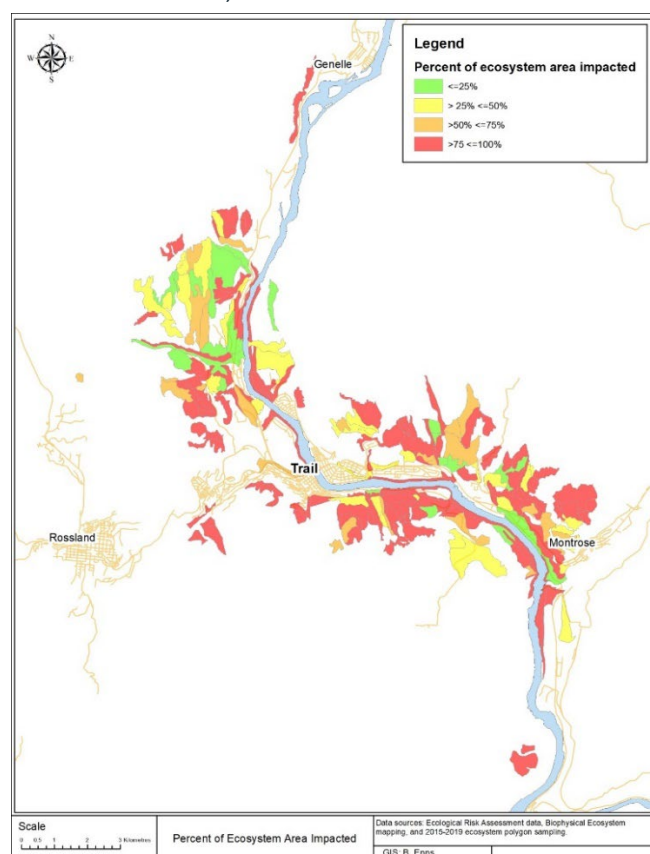 N
W E
S
Genelle
Legend
Percent of ecosystem area impacted
<=25%
> 25% <=50%
>50% <=75%
>75 <=100%
Trail
Rossland
Montrose
Scale
0 0.5 1 2 3 Kilometres
Percent of Ecosystem Area Impacted
Data sources: Ecological Risk Assessment data, Biophysical Ecosystem
mapping, and 2015-2019 ecosystem polygon sampling.
GIS: B. Enns